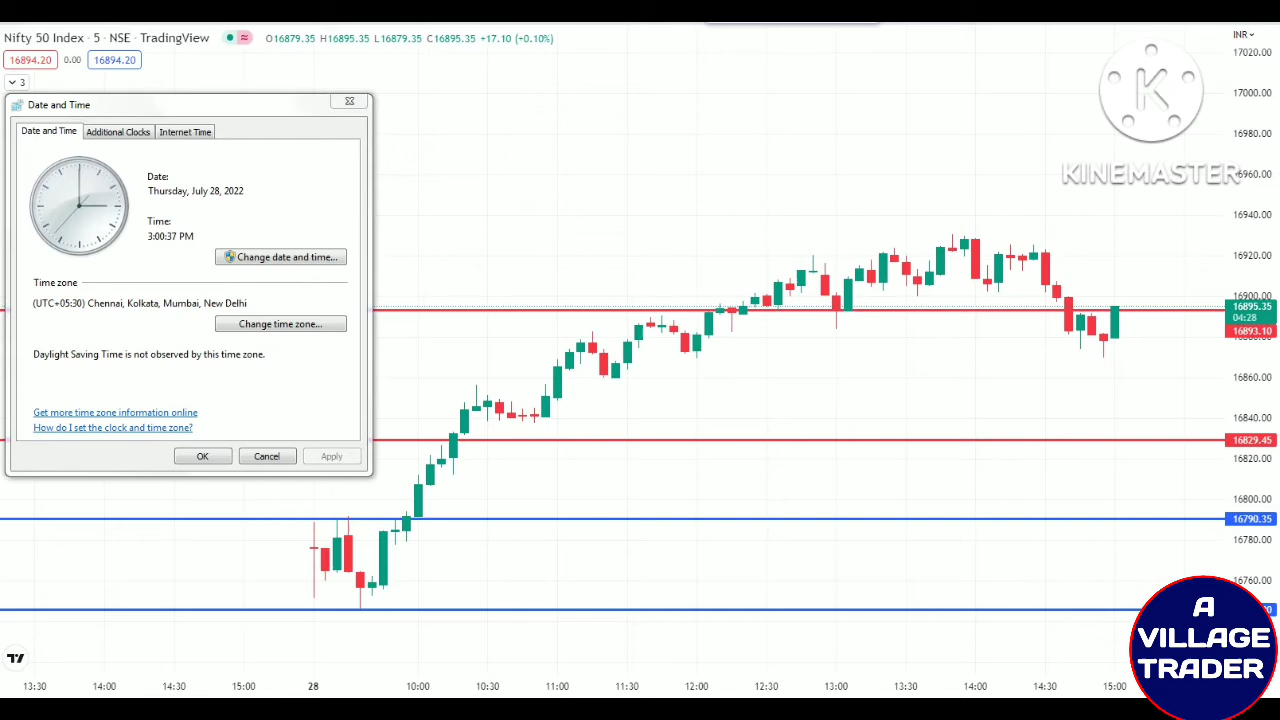 Nifty 50 Index · 5 · NSE · TradingView O16879.35 H16895.35 L16879.35 C16895.35 +17.10 (+0.10%)
16894.20 0.00 16894.20
3
Date and Time
Date and Time Additional Clocks Internet Time
Date:
Thursday, July 28, 2022
Time:
3:00:37 PM
Change date and time...
Time zone
(UTC+05:30) Chennai, Kolkata, Mumbai, New Delhi
Change time zone...
Daylight Saving Time is not observed by this time zone.
Get more time zone information online
How do I set the clock and time zone?
OK Cancel Apply
K
KINEMASTER
INR
17020.00
17000.00
16980.00
16960.00
16940.00
16920.00
16900.00
16895.35
04:28
16893.10
16860.00
16840.00
16829.45
16820.00
16800.00
16790.35
16780.00
16760.00
A
VILLAGE
TRADER
13:30 14:00 14:30 15:00 28 10:00 10:30 11:00 11:30 12:00 12:30 13:00 13:30 14:00 14:30 15:00